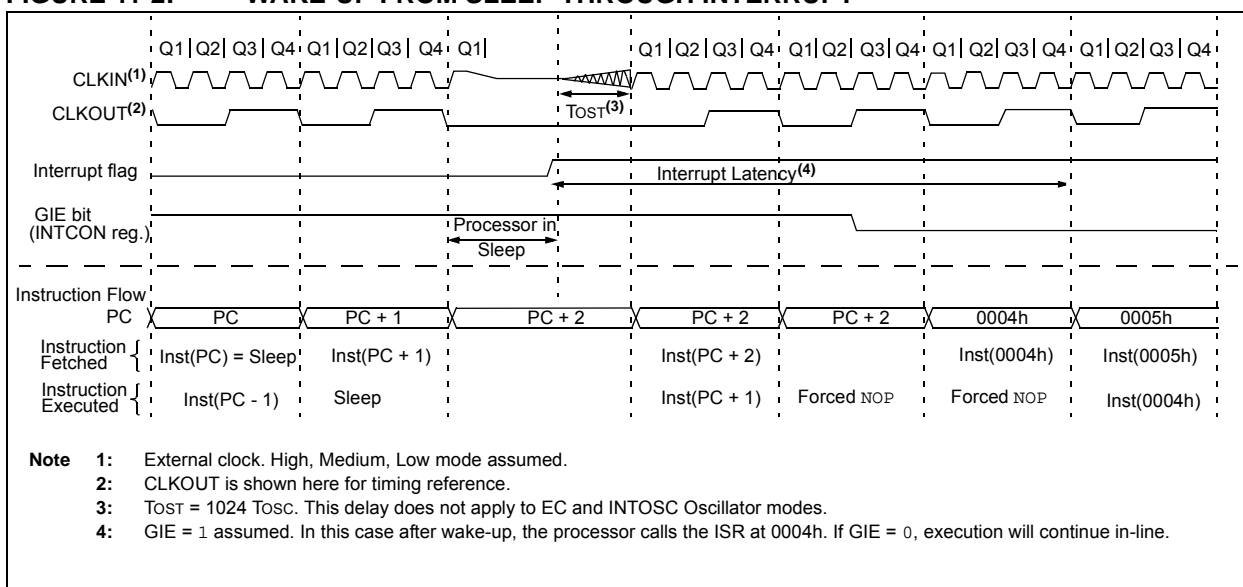 Q1 Q2 Q3 Q4 Q1 Q2 Q3 Q4 Q1 Q1 Q2 Q3 Q4 Q1 Q2 Q3 Q4 Q1 Q2 Q3 Q4 Q1 Q2 Q3 Q4
CLKIN(1)
CLKOUT(2)
TOST(3)
Interrupt flag
Interrupt Latency(4)
GIE bit
(INTCON reg.)
Processor in
Sleep
Instruction Flow
PC PC PC + 1 PC + 2 PC + 2 PC + 2 0004h 0005h
Instruction
Fetched
Inst(PC) = Sleep Inst(PC + 1) Inst(PC + 2) Inst(0004h) Inst(0005h)
Instruction
Executed
Inst(PC - 1) Sleep Inst(PC + 1) Forced NOP Forced NOP Inst(0004h)
Note 1: External clock. High, Medium, Low mode assumed.
2: CLKOUT is shown here for timing reference.
3: TOST = 1024 TOSC. This delay does not apply to EC and INTOSC Oscillator modes.
4: GIE = 1 assumed. In this case after wake-up, the processor calls the ISR at 0004h. If GIE = 0, execution will continue in-line.